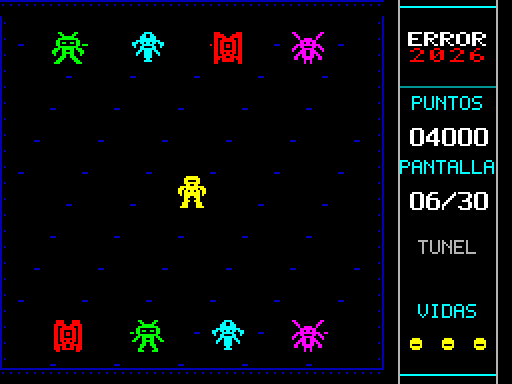 ERROR
2026
PUNTOS
04000
PANTALLA
06/30
TUNEL
VIDAS